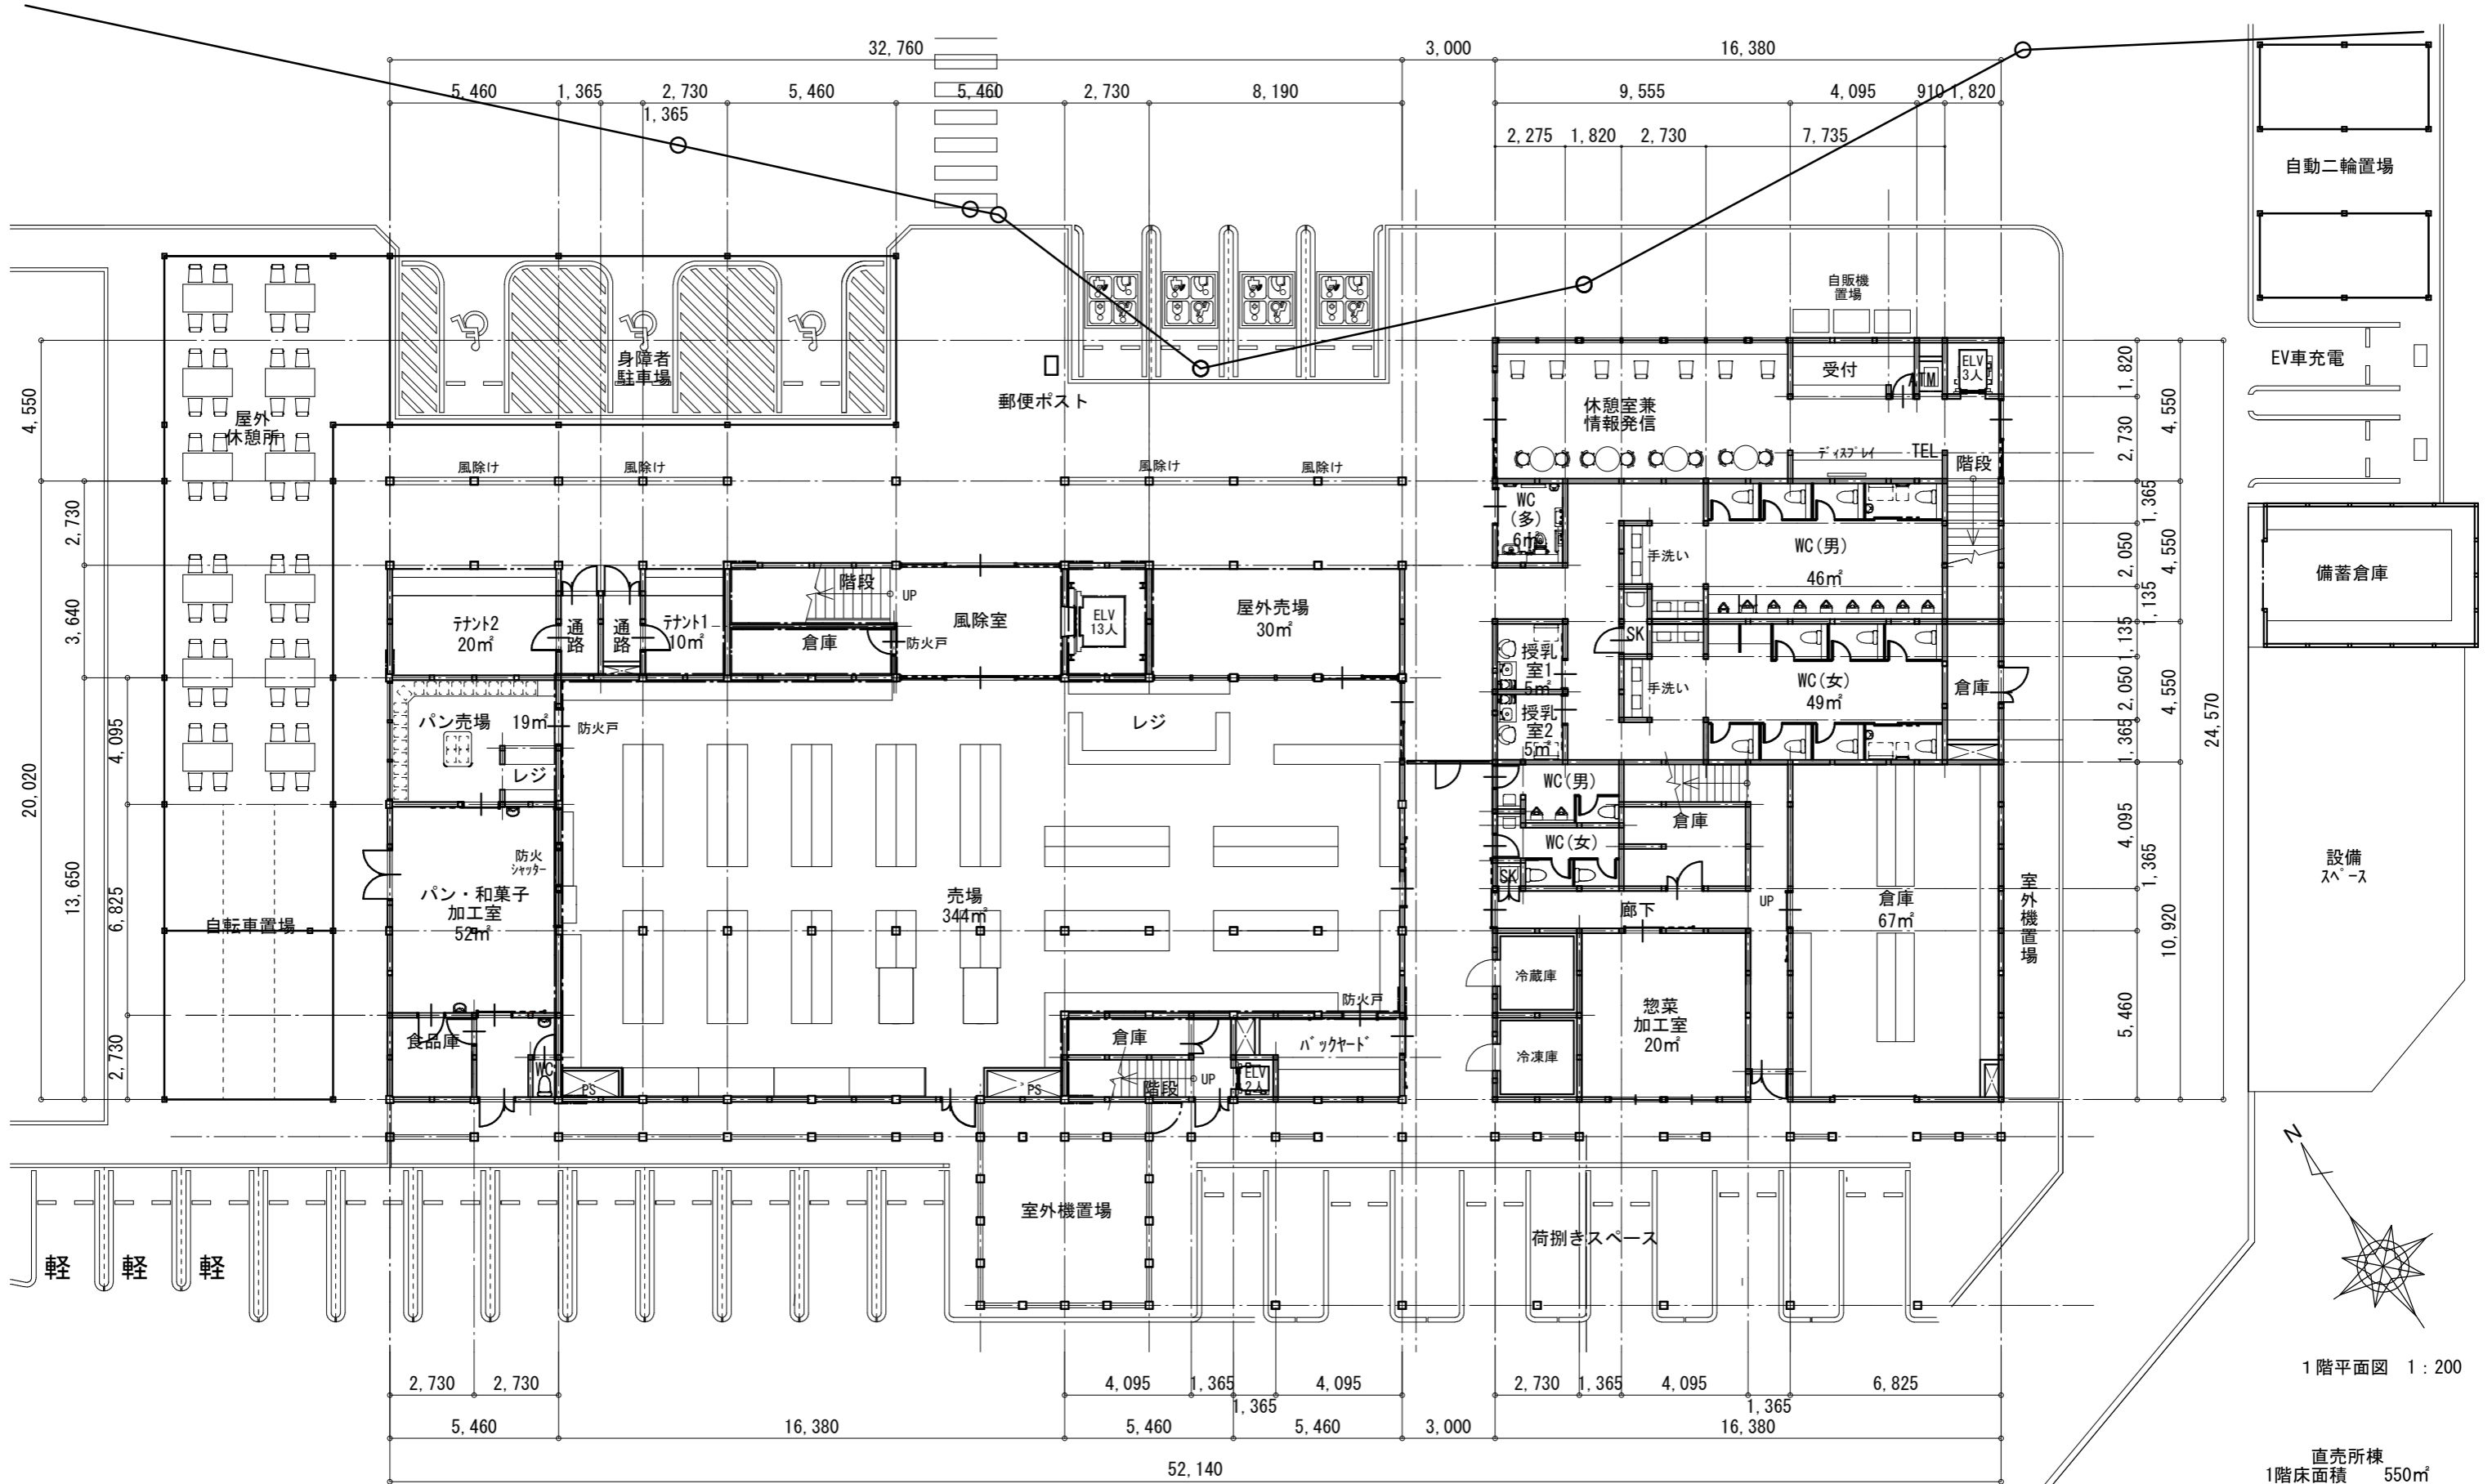 32,760
3,000
16,380
5,460
1,365
2,730
5,460
5,460
2,730
8,190
9,555
4,095
910
1,820
1,365
2,275
1,820
2,730
7,735
自動二輪置場
自販機
置場
身障者
駐車場
郵便ポスト
受付
ATM
ELV
3人
EV車充電
屋外
休憩所
休憩室兼
情報発信
ディスプレイ
TEL
階段
風除け
風除け
風除け
風除け
WC
(多)
6㎡
手洗い
WC(男)
46㎡
備蓄倉庫
テナント2
20㎡
通路
通路
テナント1
10㎡
階段
UP
倉庫
防火戸
風除室
ELV
13人
屋外売場
30㎡
SK
授乳
室1
5㎡
授乳
室2
5㎡
手洗い
WC(女)
49㎡
倉庫
パン売場 19㎡
防火戸
レジ
レジ
WC(男)
WC(女)
SK
倉庫
UP
防火
シャッター
パン・和菓子
加工室
52㎡
売場
344㎡
廊下
倉庫
67㎡
室外機置場
設備
スペース
自転車置場
冷蔵庫
冷凍庫
惣菜
加工室
20㎡
防火戸
食品庫
WC
PS
PS
倉庫
階段
UP
ELV
2人
バックヤード
室外機置場
荷捌きスペース
軽
軽
軽
4,550
2,730
3,640
20,020
13,650
4,095
6,825
2,730
1,820
2,730
4,550
1,365
2,050
4,550
1,135
1,135
2,050
4,550
1,365
24,570
4,095
1,365
10,920
5,460
N
2,730
2,730
4,095
1,365
1,365
4,095
2,730
1,365
4,095
1,365
6,825
5,460
16,380
5,460
5,460
3,000
16,380
52,140
1階平面図 1:200
直売所棟
1階床面積 550㎡